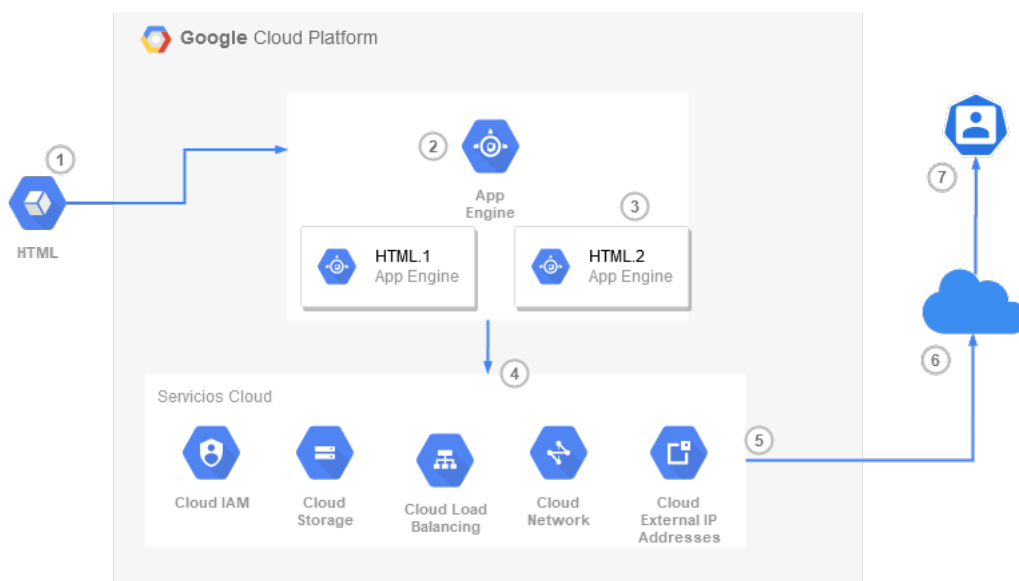 Google Cloud Platform
1
HTML
2
App
Engine
3
HTML.1
App Engine
HTML.2
App Engine
4
Servicios Cloud
Cloud IAM
Cloud
Storage
Cloud Load
Balancing
Cloud
Network
Cloud
External IP
Addresses
5
6
7